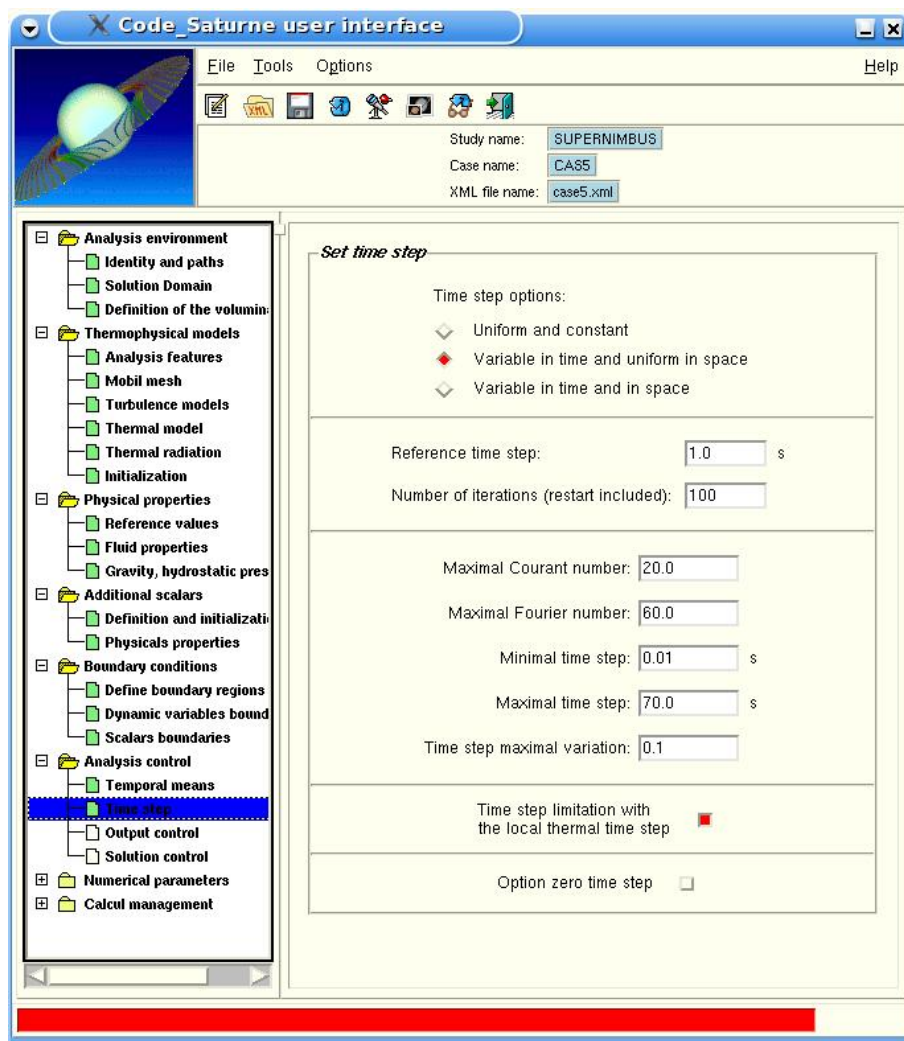 Code_Saturne user interface
File Tools Options Help
XML
Study name: SUPERNIMBUS
Case name: CAS5
XML file name: case5.xml
Analysis environment
Identity and paths
Solution Domain
Definition of the volumin
Thermophysical models
Analysis features
Mobil mesh
Turbulence models
Thermal model
Thermal radiation
Initialization
Physical properties
Reference values
Fluid properties
Gravity, hydrostatic pres
Additional scalars
Definition and initializati
Physicals properties
Boundary conditions
Define boundary regions
Dynamic variables bound
Scalars boundaries
Analysis control
Temporal means
Time step
Output control
Solution control
Numerical parameters
Calcul management
Set time step
Time step options:
Uniform and constant
Variable in time and uniform in space
Variable in time and in space
Reference time step: 1.0 s
Number of iterations (restart included): 100
Maximal Courant number: 20.0
Maximal Fourier number: 60.0
Minimal time step: 0.01 s
Maximal time step: 70.0 s
Time step maximal variation: 0.1
Time step limitation with
the local thermal time step
Option zero time step